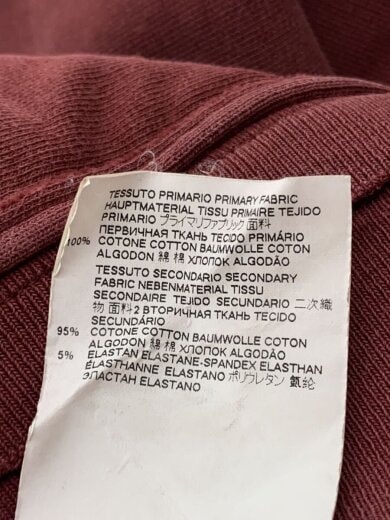 TESSUTO PRIMARIO PRIMARY FABRIC
HAUPTMATERIAL TISSU PRIMAIRE TEJIDO
PRIMARIO プライマリファブリック 面料
ПЕРВИЧНАЯ ТКАНЬ TECIDO PRIMÁRIO
100% COTONE COTTON BAUMWOLLE COTON
ALGODON 綿 棉 ХЛОПОК ALGODÃO
TESSUTO SECONDARIO SECONDARY
FABRIC NEBENMATERIAL TISSU
SECONDAIRE TEJIDO SECUNDARIO 二次織
物 面料2 ВТОРИЧНАЯ ТКАНЬ TECIDO
SECUNDÁRIO
95% COTONE COTTON BAUMWOLLE COTON
ALGODON 綿 棉 ХЛОПОК ALGODÃO
5% ELASTAN ELASTANE-SPANDEX ELASTHAN
ÉLASTHANNE ELASTANO ポリウレタン 氨纶
ЭЛАСТАН ELASTANO